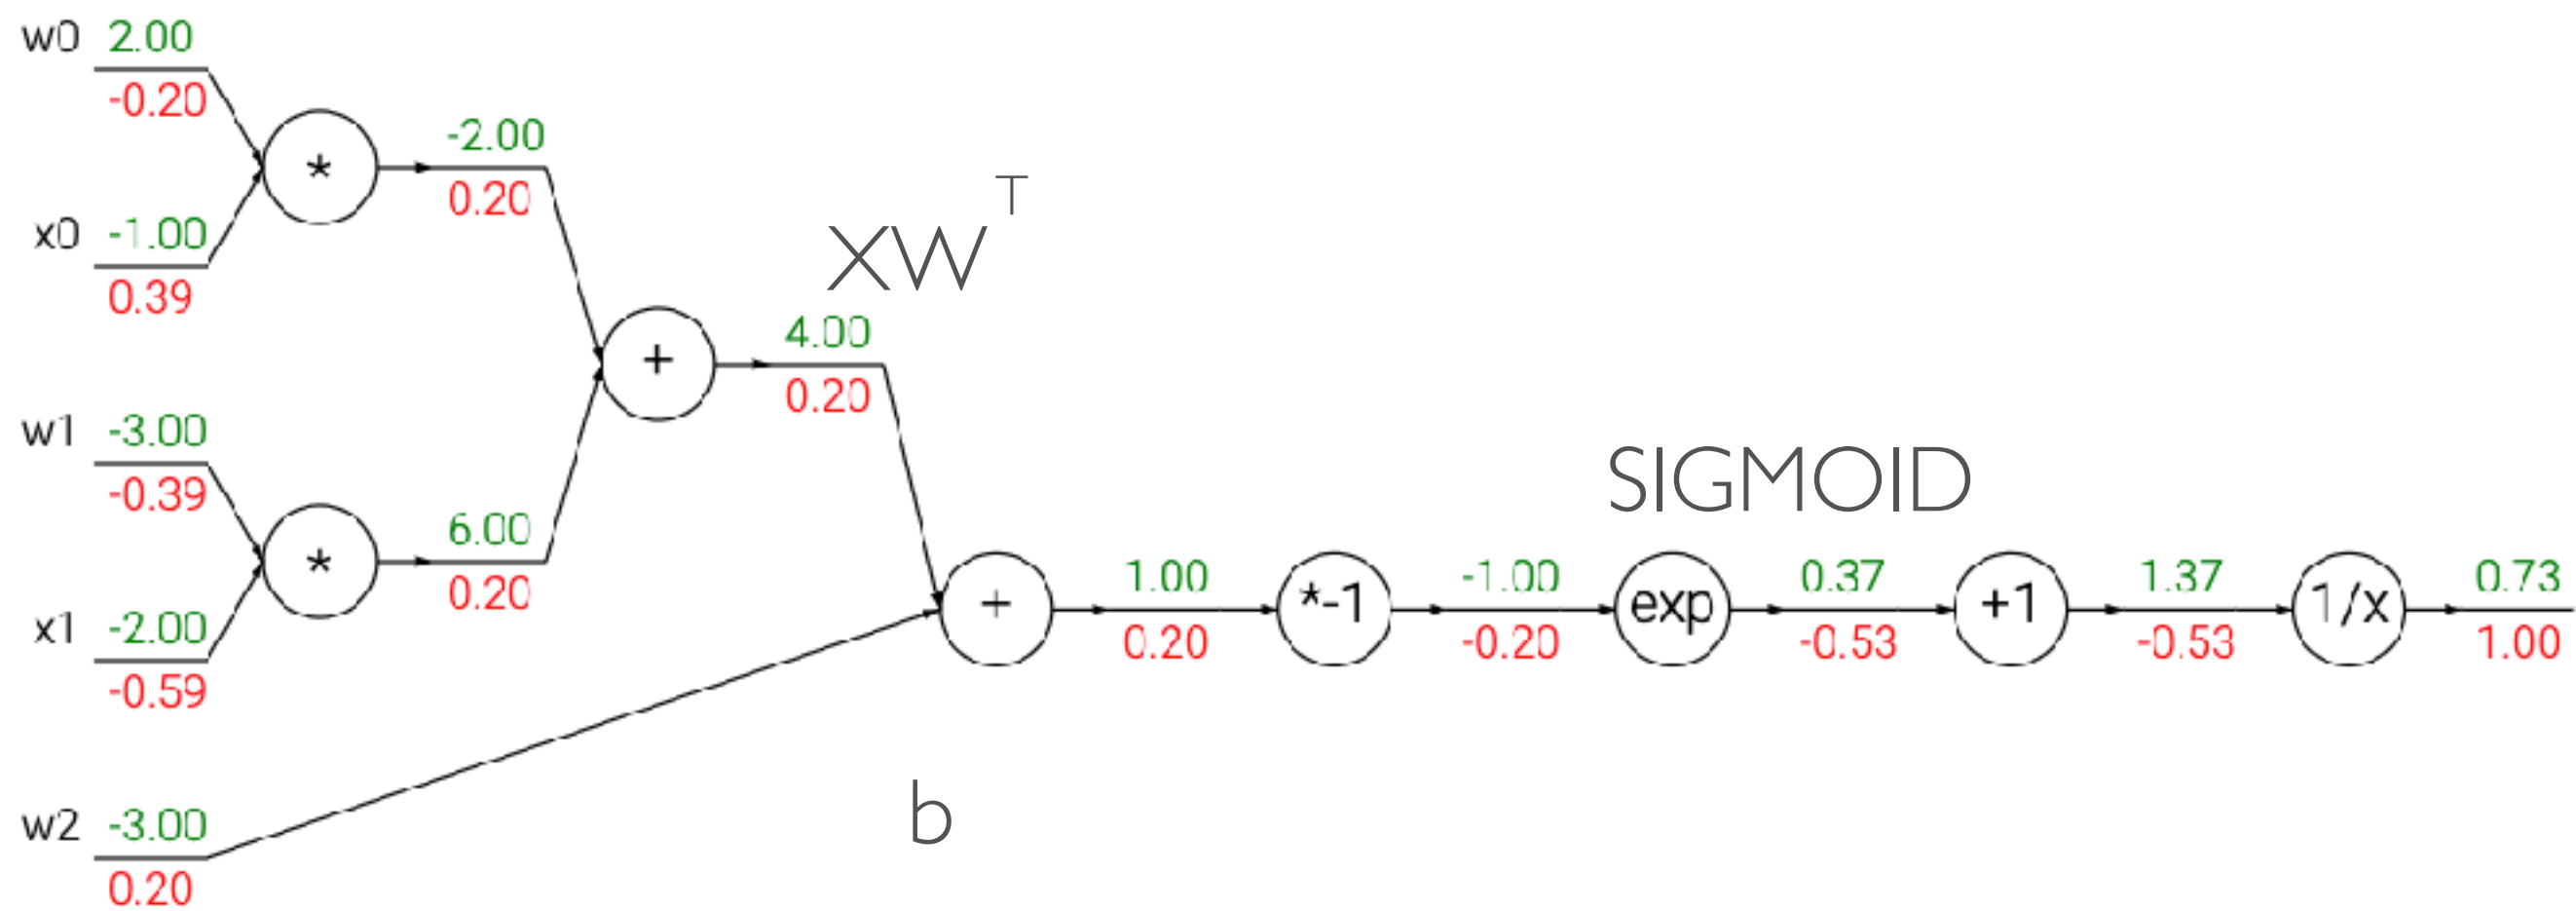 w0 2.00
-0.20
*
-2.00
0.20
x0 -1.00
0.39
XW^T
+
4.00
0.20
w1 -3.00
-0.39
*
6.00
0.20
x1 -2.00
-0.59
SIGMOID
+
1.00
0.20
*-1
-1.00
-0.20
exp
0.37
-0.53
+1
1.37
-0.53
1/x
0.73
1.00
b
w2 -3.00
0.20